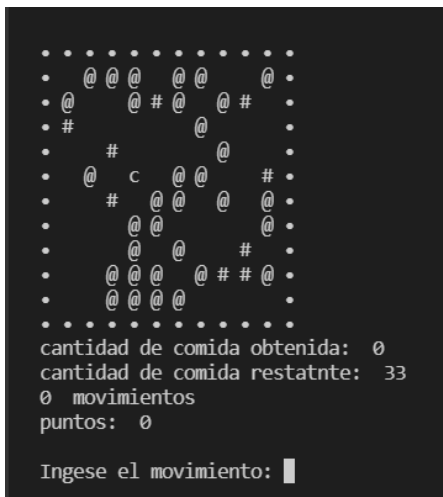 • • • • • • • • • • • •
•   @ @ @   @ @     @ •
• @     @ # @   @ #   •
• #           @       •
•     #         @     •
•   @   c   @ @     # •
•     #   @ @   @   @ •
•       @ @         @ •
•       @   @     #   •
•     @ @ @   @ # # @ •
•     @ @ @ @         •
• • • • • • • • • • • •
cantidad de comida obtenida:  0
cantidad de comida restatnte:  33
0  movimientos
puntos:  0
Ingese el movimiento: